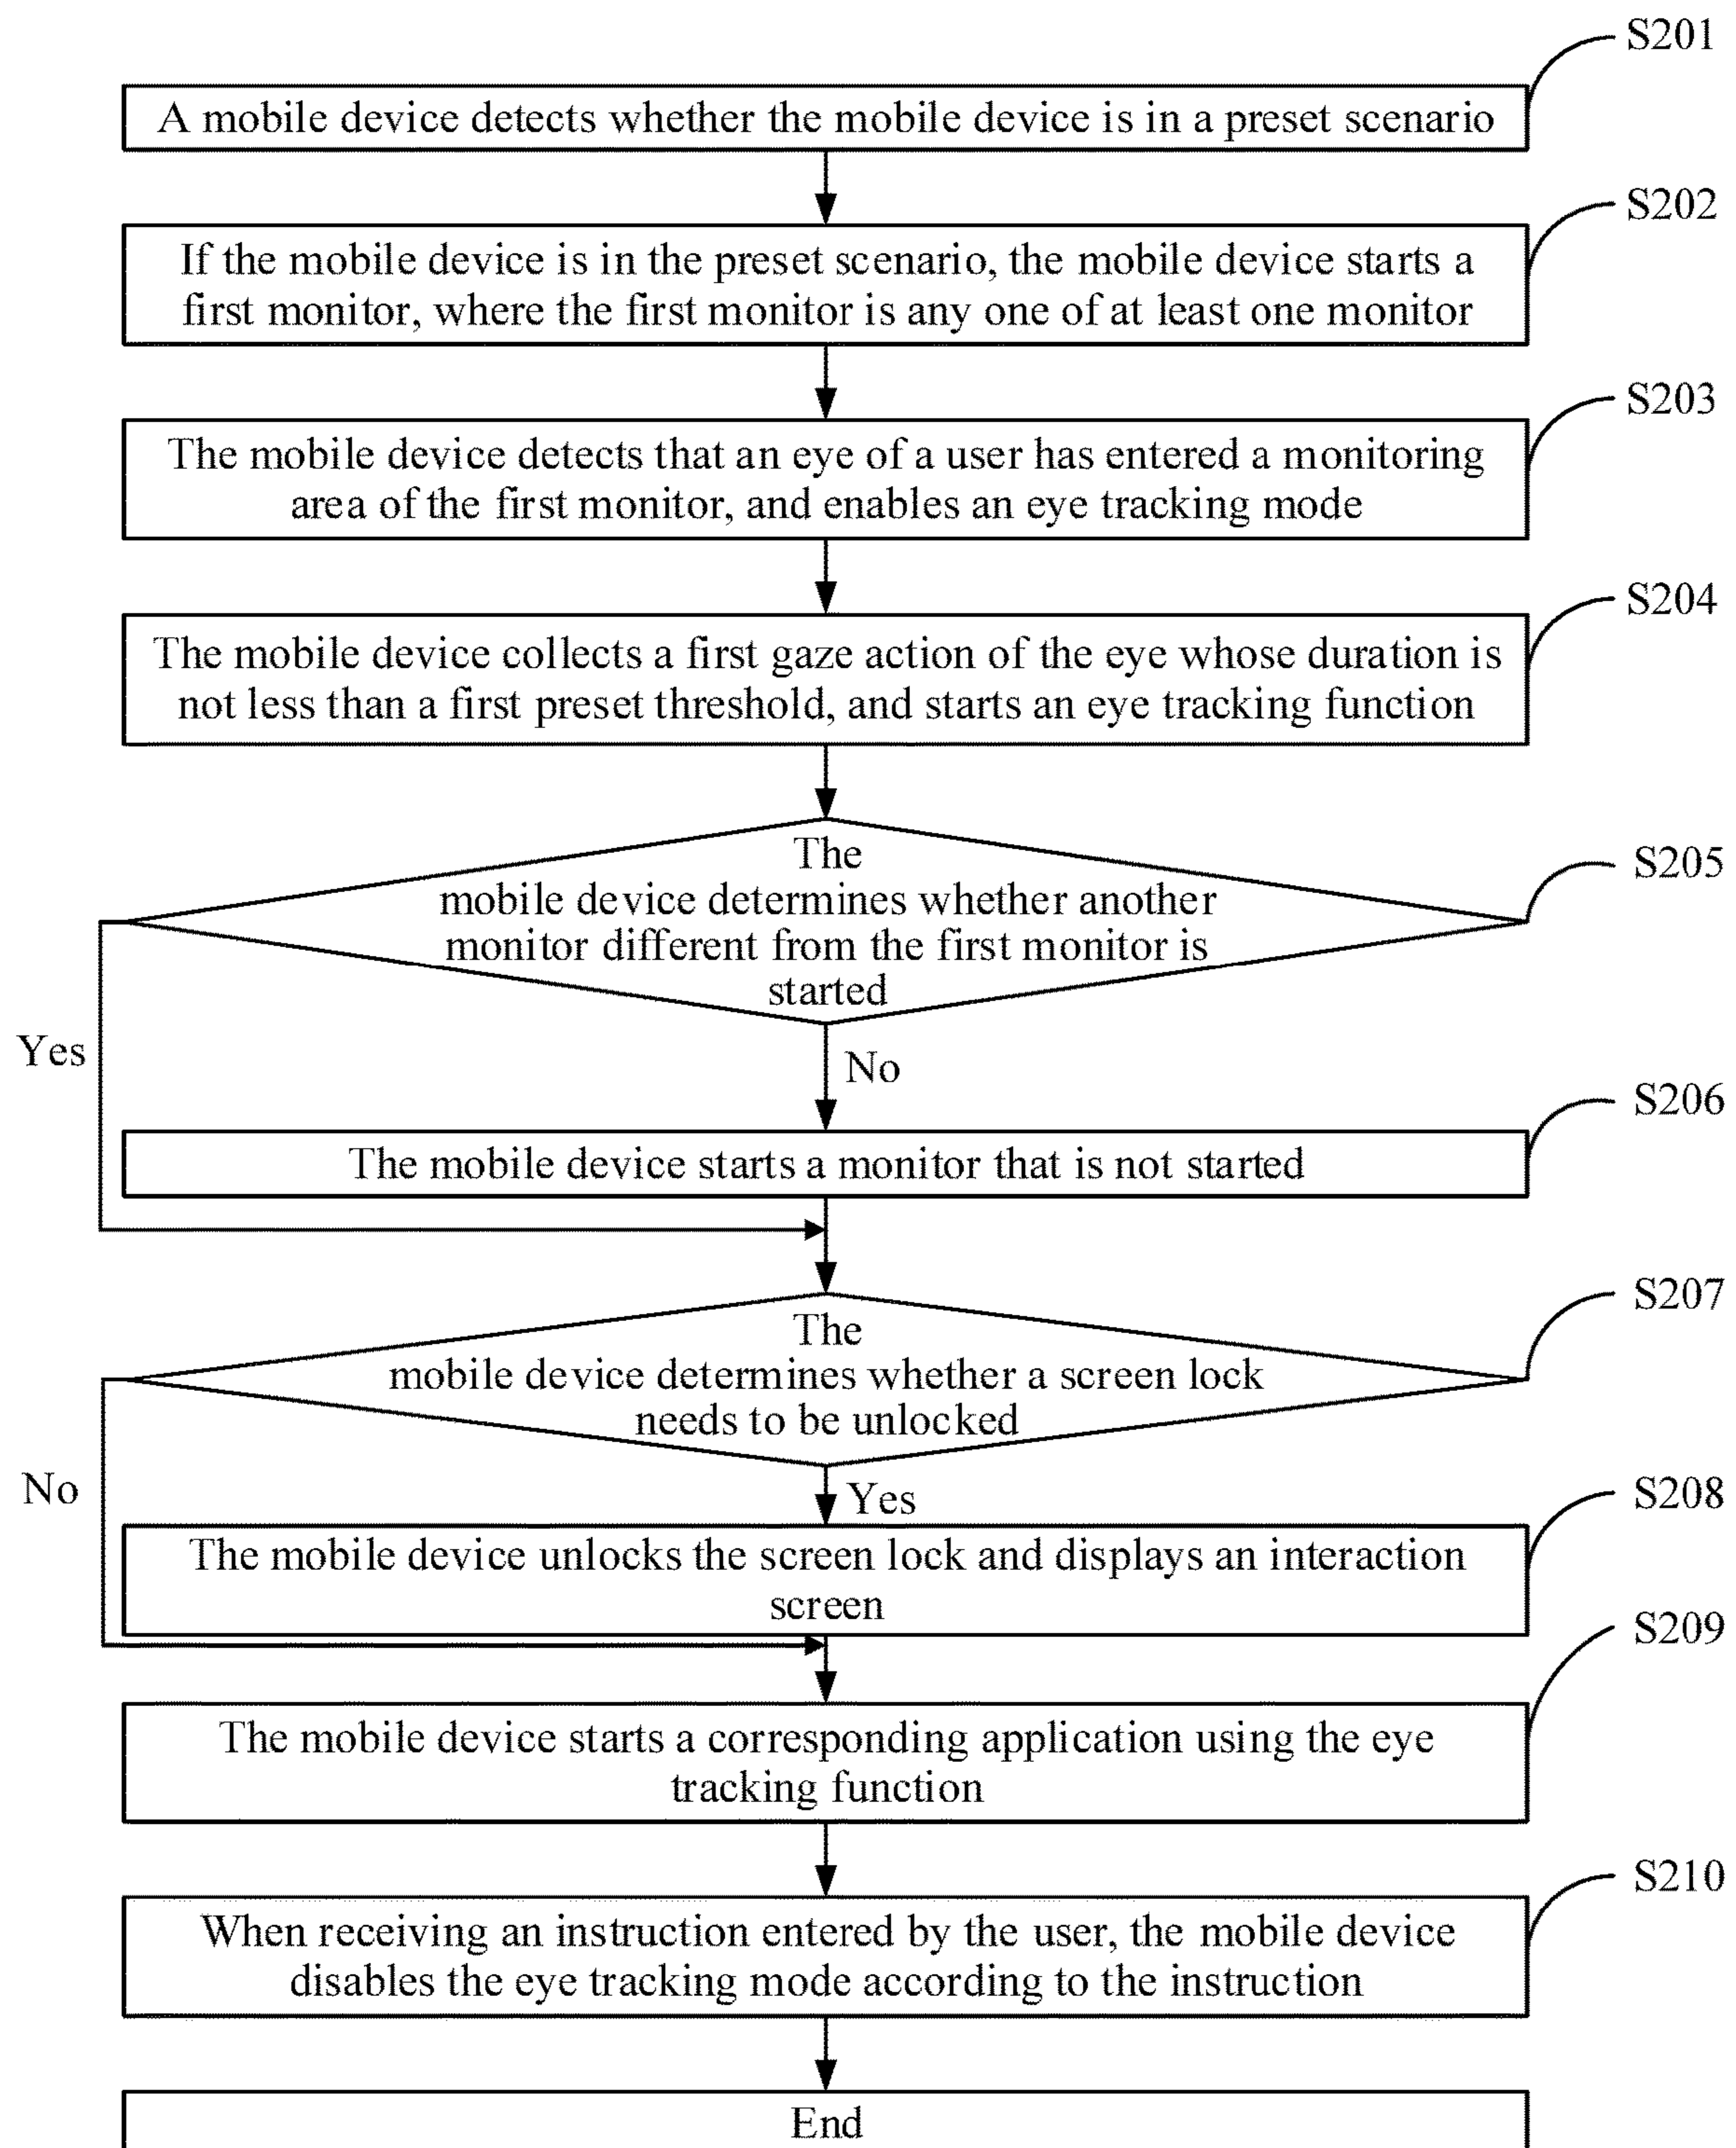 S201
A mobile device detects whether the mobile device is in a preset scenario
S202
If the mobile device is in the preset scenario, the mobile device starts a
first monitor, where the first monitor is any one of at least one monitor
S203
The mobile device detects that an eye of a user has entered a monitoring
area of the first monitor, and enables an eye tracking mode
S204
The mobile device collects a first gaze action of the eye whose duration is
not less than a first preset threshold, and starts an eye tracking function
S205
The
mobile device determines whether another
monitor different from the first monitor is
started
Yes
No
S206
The mobile device starts a monitor that is not started
S207
The
mobile device determines whether a screen lock
needs to be unlocked
No
Yes
S208
The mobile device unlocks the screen lock and displays an interaction
screen
S209
The mobile device starts a corresponding application using the eye
tracking function
S210
When receiving an instruction entered by the user, the mobile device
disables the eye tracking mode according to the instruction
End